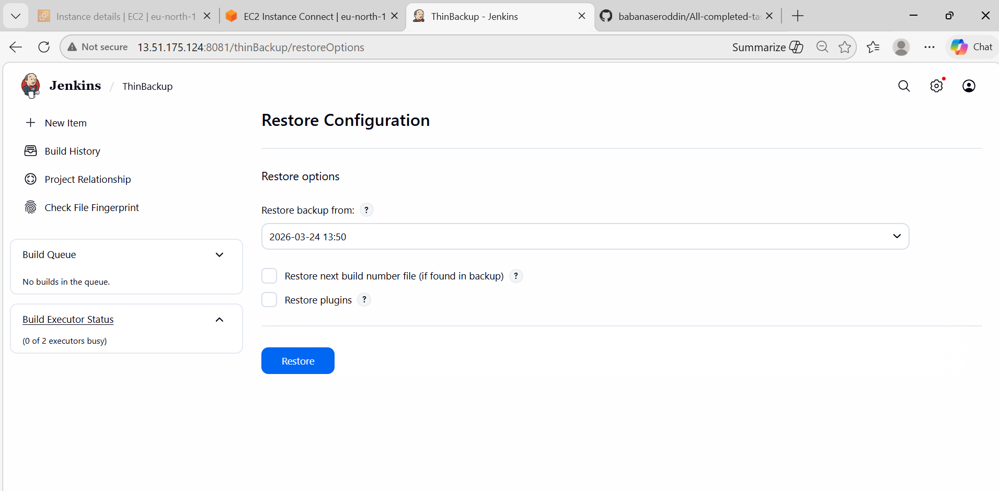 Instance details | EC2 | eu-north-1
EC2 Instance Connect | eu-north-1
ThinBackup - Jenkins
babanaseroddin/All-completed-tas
Not secure
13.51.175.124:8081/thinBackup/restoreOptions
Summarize
Chat
Jenkins / ThinBackup
New Item
Build History
Project Relationship
Check File Fingerprint
Build Queue
No builds in the queue.
Build Executor Status
(0 of 2 executors busy)
Restore Configuration
Restore options
Restore backup from: ?
2026-03-24 13:50
Restore next build number file (if found in backup) ?
Restore plugins ?
Restore